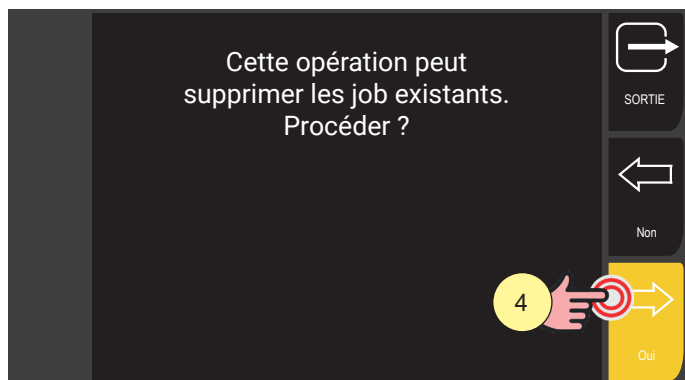 Cette opération peut
supprimer les job existants.
Procéder ?
SORTIE
Non
4
Oui